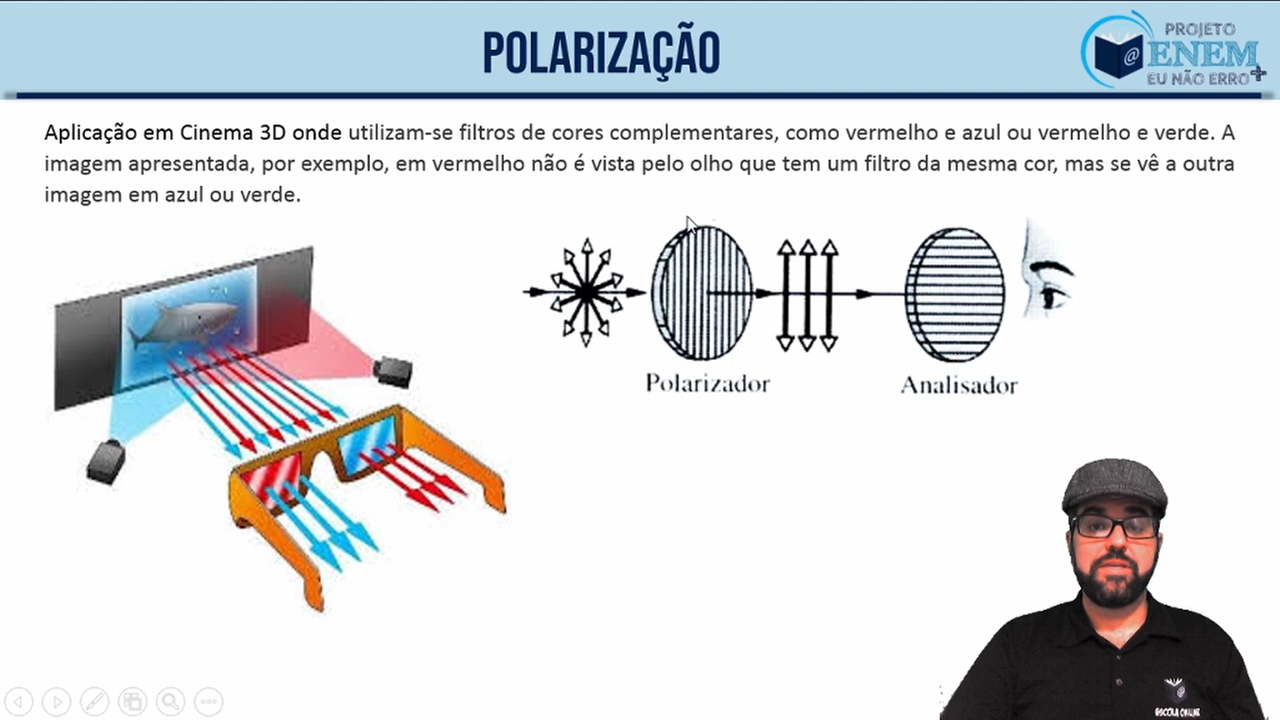 POLARIZAÇÃO
PROJETO
ENEM+
EU NÃO ERRO
@
Aplicação em Cinema 3D onde utilizam-se filtros de cores complementares, como vermelho e azul ou vermelho e verde. A
imagem apresentada, por exemplo, em vermelho não é vista pelo olho que tem um filtro da mesma cor, mas se vê a outra
imagem em azul ou verde.
Polarizador
Analisador
@
ESCOLA ONLINE